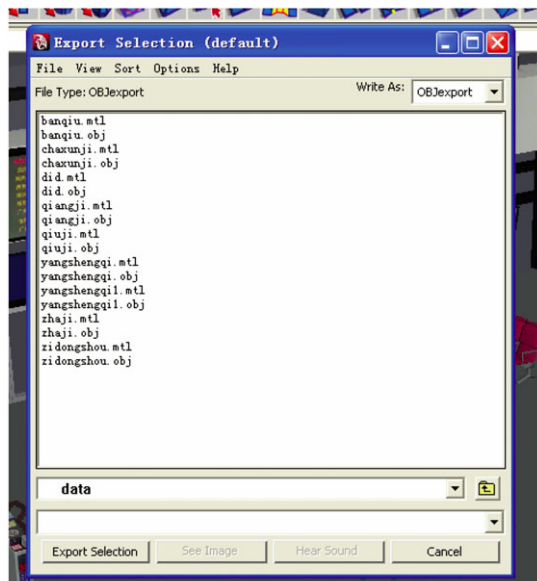 Export Selection (default)
File View Sort Options Help
File Type: OBJexport
Write As: OBJexport
banqiu.mtl
banqiu.obj
chaxunji.mtl
chaxunji.obj
did.mtl
did.obj
qiangji.mtl
qiangji.obj
qiuji.mtl
qiuji.obj
yangshengqi.mtl
yangshengqi.obj
yangshengqi1.mtl
yangshengqi1.obj
zhaji.mtl
zhaji.obj
zidongshou.mtl
zidongshou.obj
data
Export Selection See Image Hear Sound Cancel